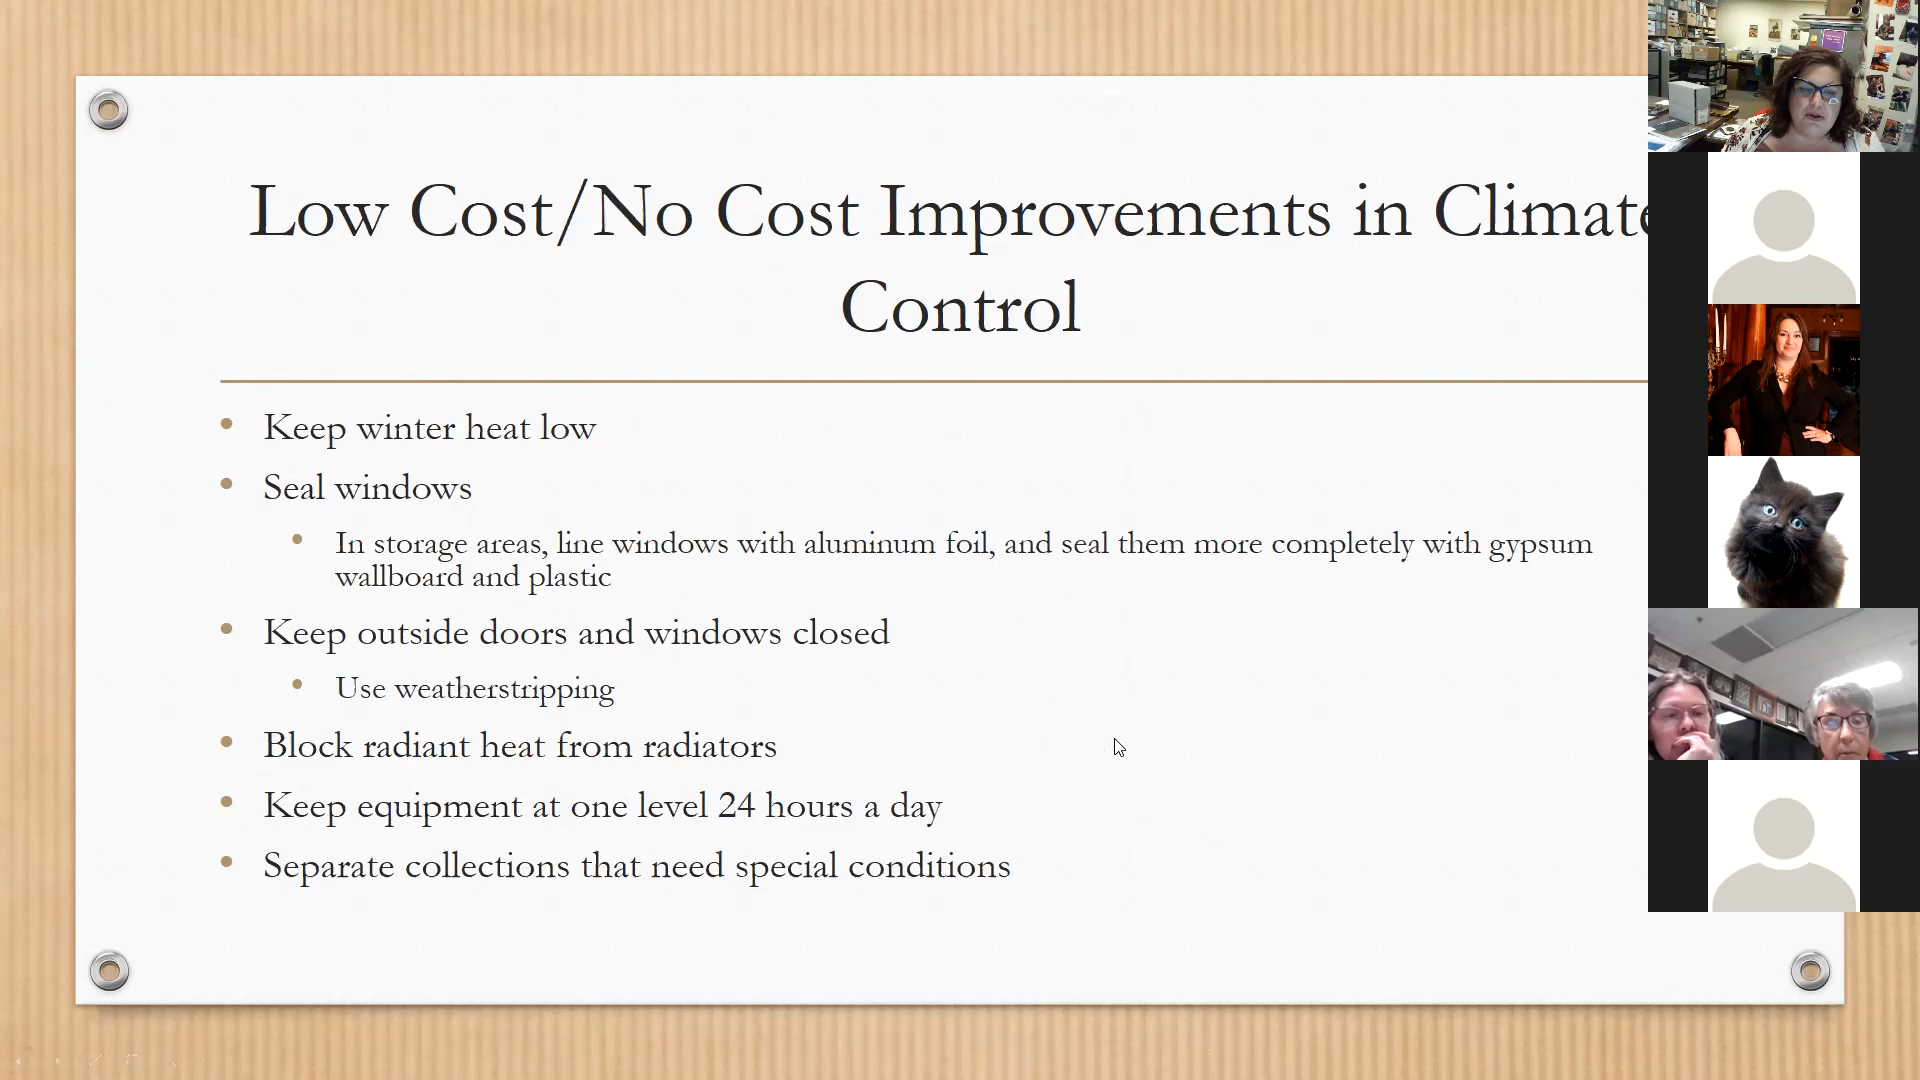 Low Cost/No Cost Improvements in Climate
Control
• Keep winter heat low
• Seal windows
• In storage areas, line windows with aluminum foil, and seal them more completely with gypsum
wallboard and plastic
• Keep outside doors and windows closed
• Use weatherstripping
• Block radiant heat from radiators
• Keep equipment at one level 24 hours a day
• Separate collections that need special conditions